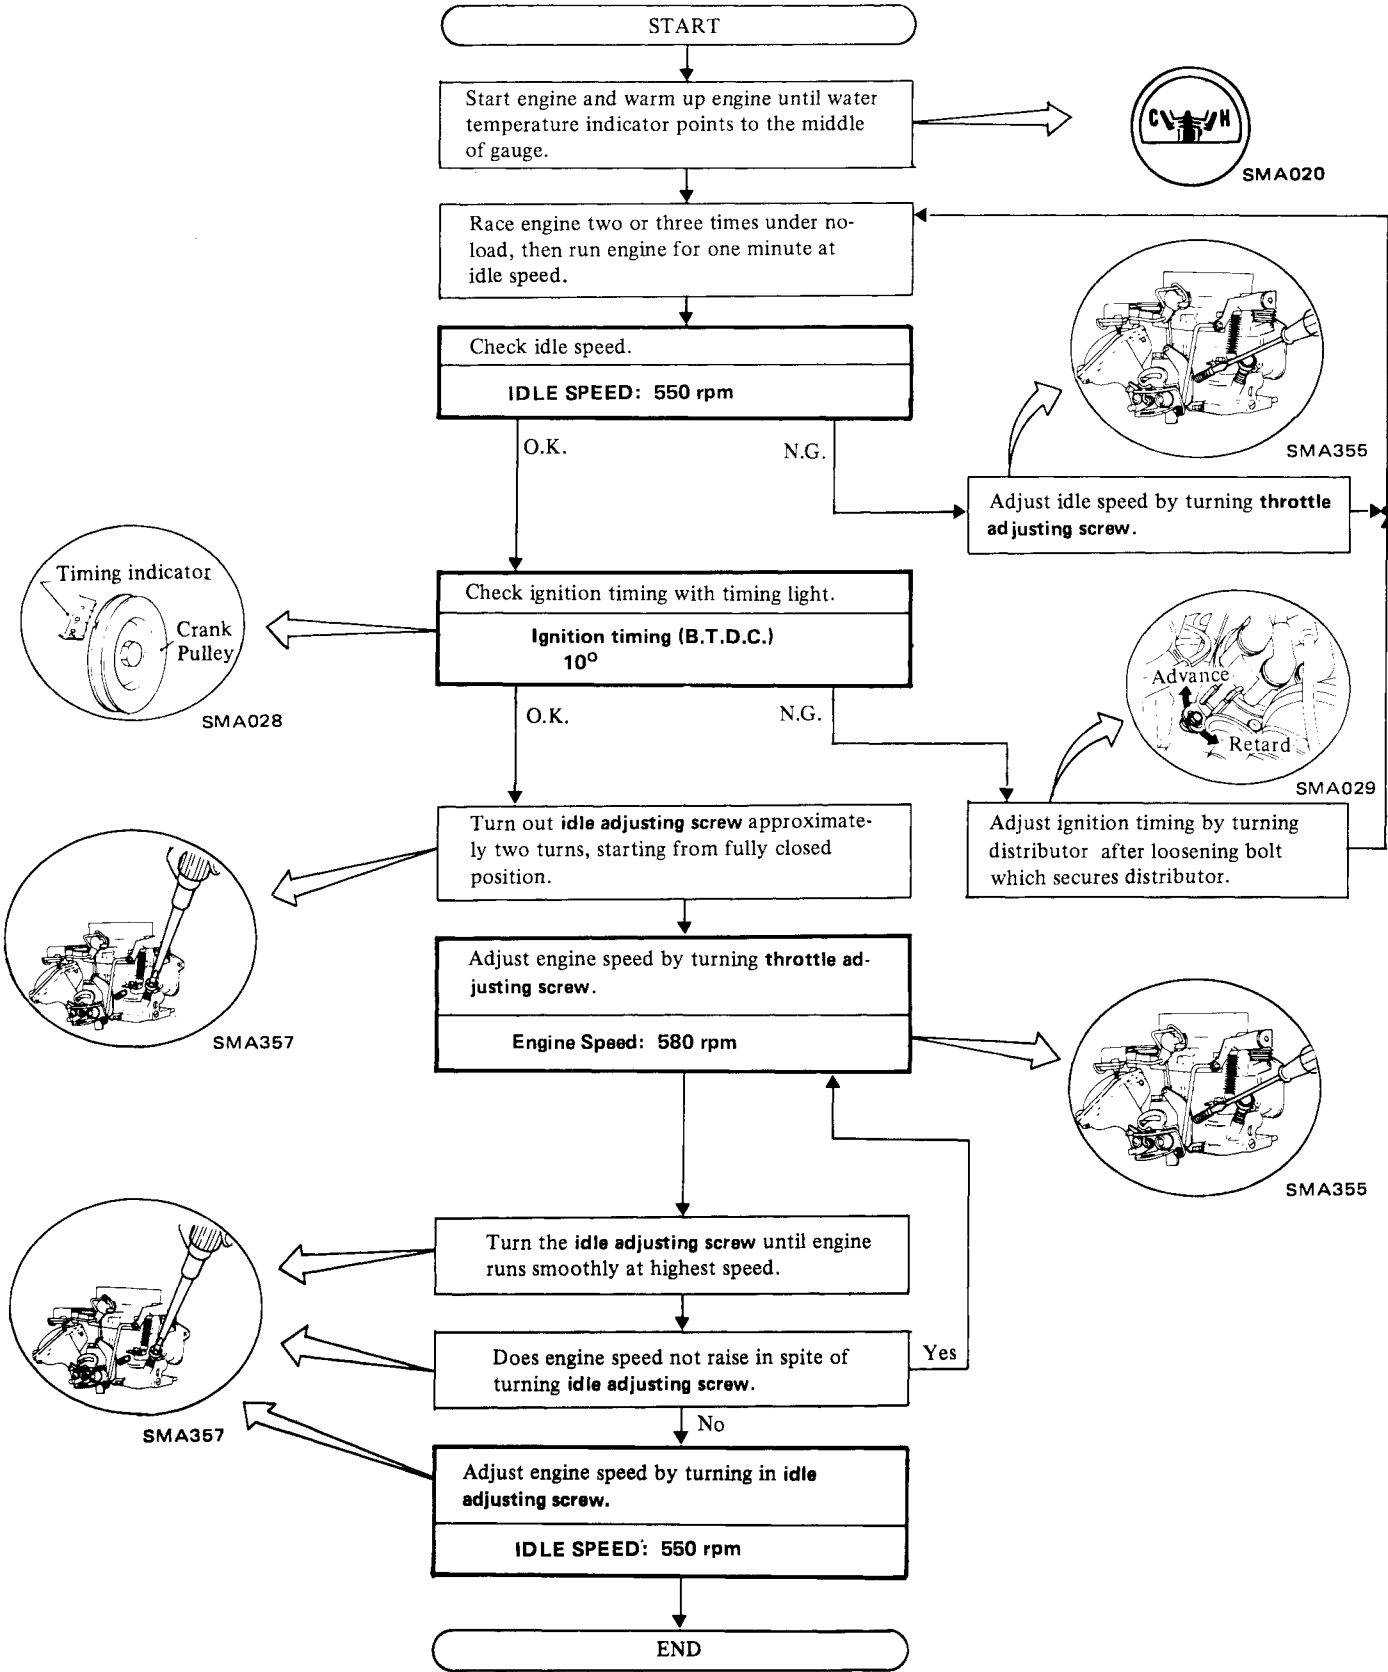 START
Start engine and warm up engine until water
temperature indicator points to the middle
of gauge.
C H
SMA020
Race engine two or three times under no-
load, then run engine for one minute at
idle speed.
Check idle speed.
IDLE SPEED: 550 rpm
O.K.
N.G.
SMA355
Adjust idle speed by turning throttle
adjusting screw.
Timing indicator
Crank
Pulley
SMA028
Check ignition timing with timing light.
Ignition timing (B.T.D.C.)
10°
O.K.
N.G.
Advance
Retard
SMA029
Adjust ignition timing by turning
distributor after loosening bolt
which secures distributor.
Turn out idle adjusting screw approximate-
ly two turns, starting from fully closed
position.
SMA357
Adjust engine speed by turning throttle ad-
justing screw.
Engine Speed: 580 rpm
SMA355
Turn the idle adjusting screw until engine
runs smoothly at highest speed.
Does engine speed not raise in spite of
turning idle adjusting screw.
Yes
No
SMA357
Adjust engine speed by turning in idle
adjusting screw.
IDLE SPEED: 550 rpm
END